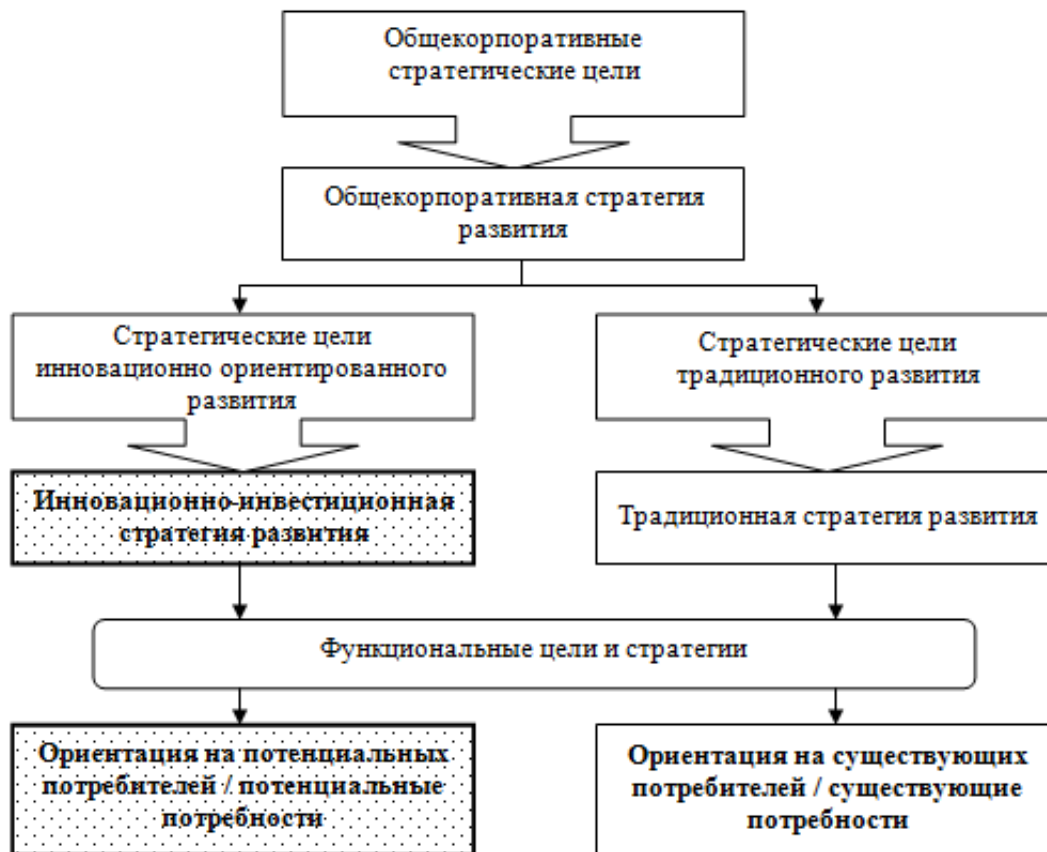 Общекорпоративные
стратегические цели
Общекорпоративная стратегия
развития
Стратегические цели
инновационно ориентированного
развития
Стратегические цели
традиционного развития
Инновационно-инвестиционная
стратегия развития
Традиционная стратегия развития
Функциональные цели и стратегии
Ориентация на потенциальных
потребителей / потенциальные
потребности
Ориентация на существующих
потребителей / существующие
потребности